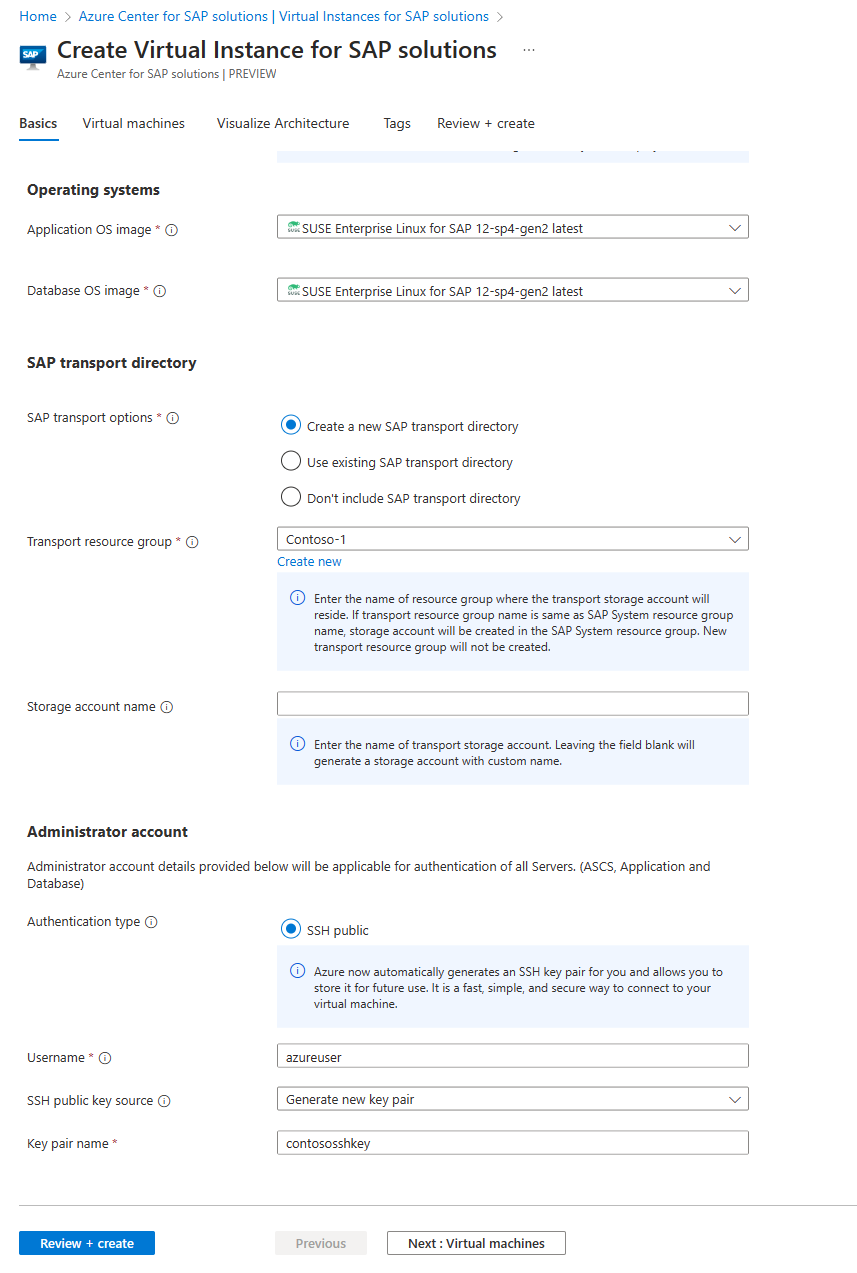 Home > Azure Center for SAP solutions | Virtual Instances for SAP solutions >
SAP
Create Virtual Instance for SAP solutions ...
Azure Center for SAP solutions | PREVIEW
Basics Virtual machines Visualize Architecture Tags Review + create
Operating systems
Application OS image *
SUSE SUSE Enterprise Linux for SAP 12-sp4-gen2 latest
Database OS image *
SUSE SUSE Enterprise Linux for SAP 12-sp4-gen2 latest
SAP transport directory
SAP transport options *
Create a new SAP transport directory
Use existing SAP transport directory
Don't include SAP transport directory
Transport resource group *
Contoso-1
Create new
Enter the name of resource group where the transport storage account will
reside. If transport resource group name is same as SAP System resource group
name, storage account will be created in the SAP System resource group. New
transport resource group will not be created.
Storage account name
Enter the name of transport storage account. Leaving the field blank will
generate a storage account with custom name.
Administrator account
Administrator account details provided below will be applicable for authentication of all Servers. (ASCS, Application and
Database)
Authentication type
SSH public
Azure now automatically generates an SSH key pair for you and allows you to
store it for future use. It is a fast, simple, and secure way to connect to your
virtual machine.
Username *
azureuser
SSH public key source
Generate new key pair
Key pair name *
contososshkey
Review + create Previous Next : Virtual machines